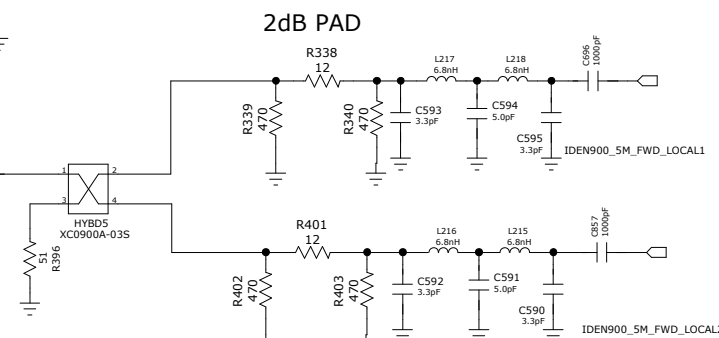 2dB PAD
R338
12
L217
6.8nH
L218
6.8nH
C696
1000pF
R339
470
R340
470
C593
3.3pF
C594
5.0pF
C595
3.3pF
IDEN900_5M_FWD_LOCAL1
1
2
3
4
HYBD5
XC0900A-03S
51
R396
R401
12
L216
6.8nH
L215
6.8nH
C857
1000pF
R402
470
R403
470
C592
3.3pF
C591
5.0pF
C590
3.3pF
IDEN900_5M_FWD_LOCAL2